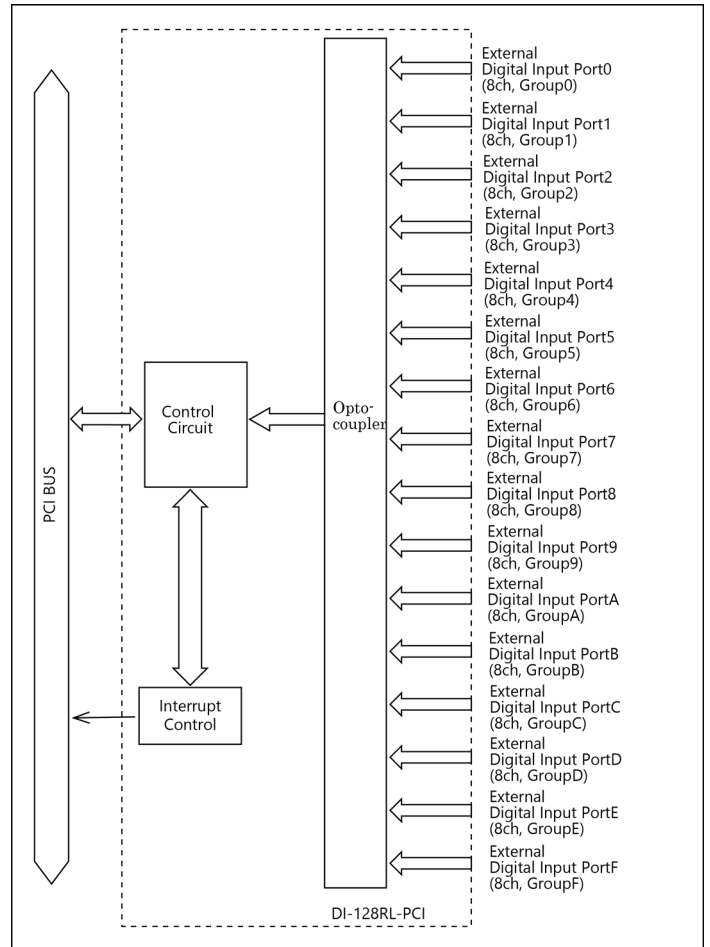 External
Digital Input Port0
(8ch, Group0)
External
Digital Input Port1
(8ch, Group1)
External
Digital Input Port2
(8ch, Group2)
External
Digital Input Port3
(8ch, Group3)
External
Digital Input Port4
(8ch, Group4)
External
Digital Input Port5
(8ch, Group5)
External
Digital Input Port6
(8ch, Group6)
External
Digital Input Port7
(8ch, Group7)
External
Digital Input Port8
(8ch, Group8)
External
Digital Input Port9
(8ch, Group9)
External
Digital Input PortA
(8ch, GroupA)
External
Digital Input PortB
(8ch, GroupB)
External
Digital Input PortC
(8ch, GroupC)
External
Digital Input PortD
(8ch, GroupD)
External
Digital Input PortE
(8ch, GroupE)
External
Digital Input PortF
(8ch, GroupF)
PCI BUS
Control
Circuit
Opto-
coupler
Interrupt
Control
DI-128RL-PCI